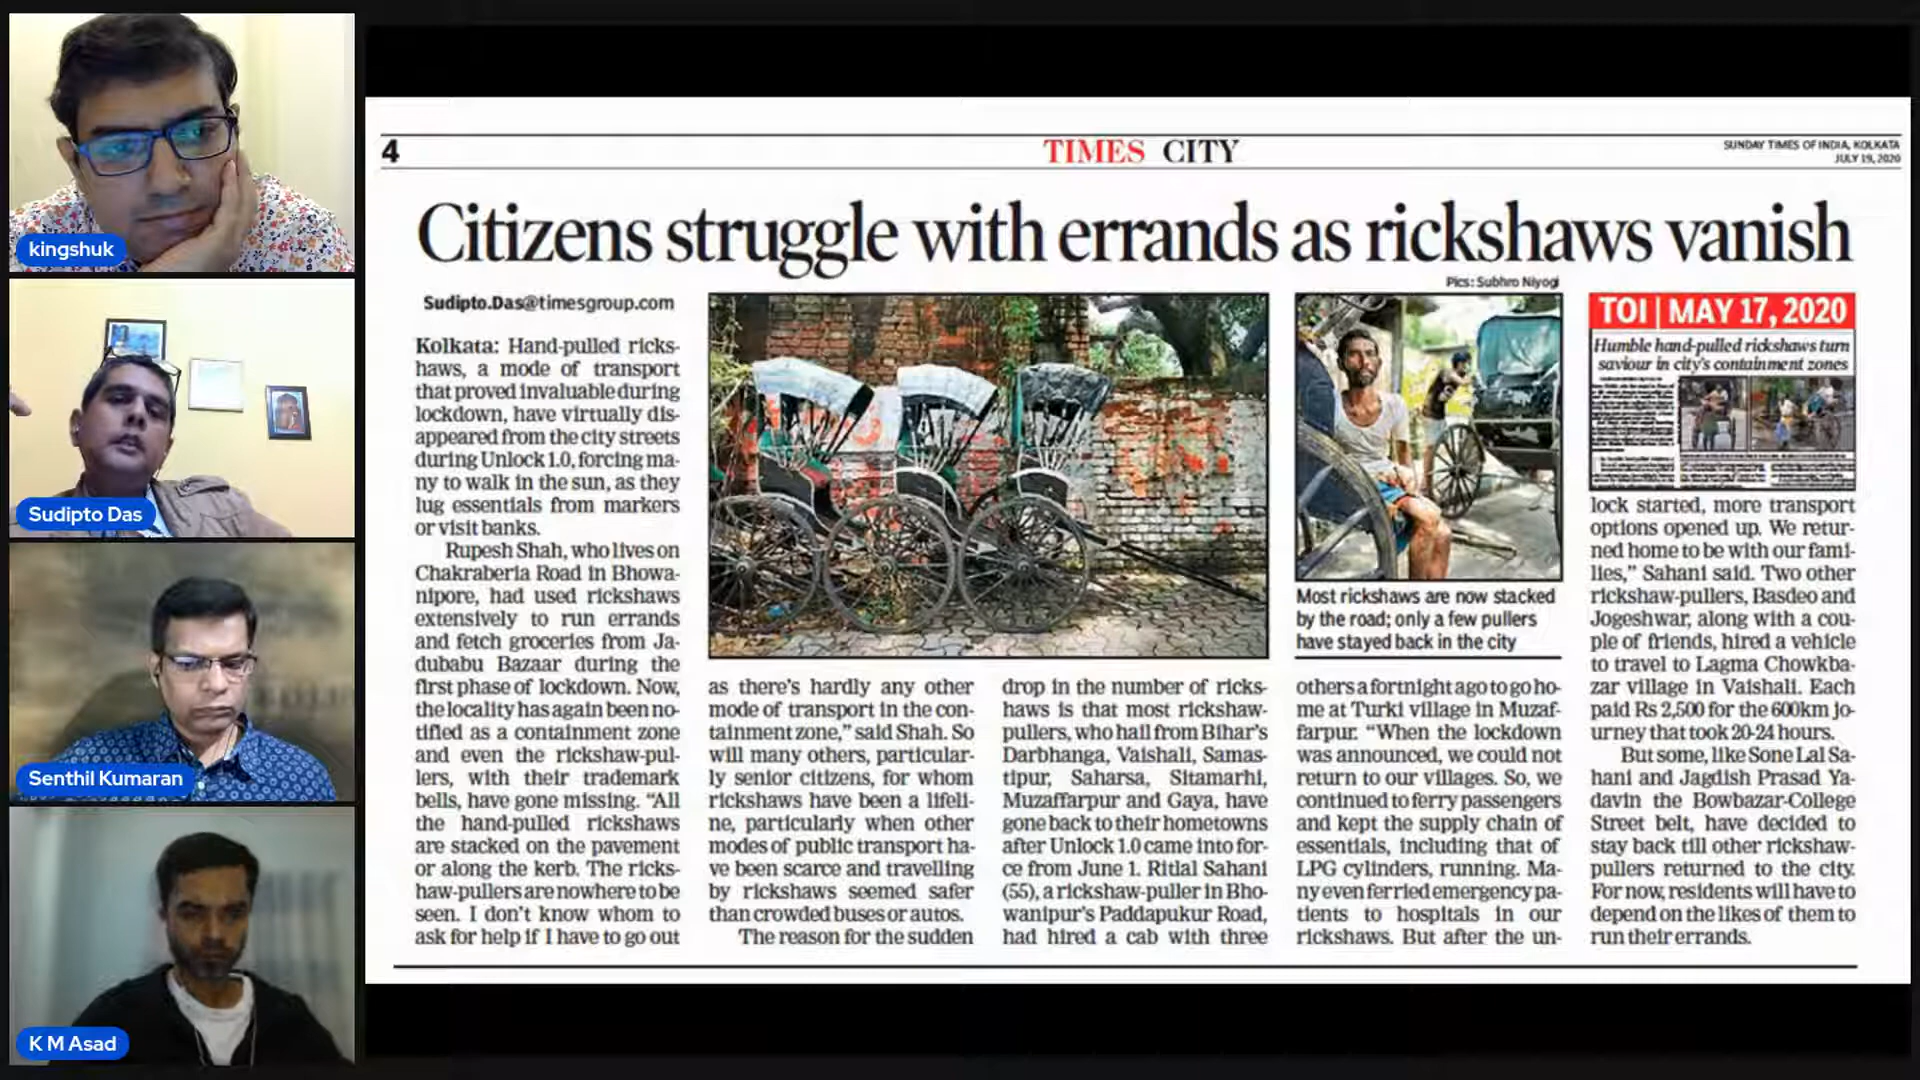 kingshuk
Sudipto Das
Senthil Kumaran
K M Asad
4
TIMES CITY
SUNDAY TIMES OF INDIA, KOLKATA
JULY 19, 2020
Citizens struggle with errands as rickshaws vanish
Pics: Subhro Niyogi
Sudipto.Das@timesgroup.com
Kolkata: Hand-pulled ricks-
haws, a mode of transport
that proved invaluable during
lockdown, have virtually dis-
appeared from the city streets
during Unlock 1.0, forcing ma-
ny to walk in the sun, as they
lug essentials from markers
or visit banks.
Rupesh Shah, who lives on
Chakraberia Road in Bhowa-
nipore, had used rickshaws
extensively to run errands
and fetch groceries from Ja-
dubabu Bazaar during the
first phase of lockdown. Now,
the locality has again been no-
tified as a containment zone
and even the rickshaw-pul-
lers, with their trademark
bells, have gone missing. “All
the hand-pulled rickshaws
are stacked on the pavement
or along the kerb. The ricks-
haw-pullers are nowhere to be
seen. I don’t know whom to
ask for help if I have to go out
as there’s hardly any other
mode of transport in the con-
tainment zone,” said Shah. So
will many others, particular-
ly senior citizens, for whom
rickshaws have been a lifeli-
ne, particularly when other
modes of public transport ha-
ve been scarce and travelling
by rickshaws seemed safer
than crowded buses or autos.
The reason for the sudden
drop in the number of ricks-
haws is that most rickshaw-
pullers, who hail from Bihar’s
Darbhanga, Vaishali, Samas-
tipur, Saharsa, Sitamarhi,
Muzaffarpur and Gaya, have
gone back to their hometowns
after Unlock 1.0 came into for-
ce from June 1. Ritlal Sahani
(55), a rickshaw-puller in Bho-
wanipur’s Paddapukur Road,
had hired a cab with three
Most rickshaws are now stacked
by the road; only a few pullers
have stayed back in the city
others a fortnight ago to go ho-
me at Turki village in Muzaf-
farpur. “When the lockdown
was announced, we could not
return to our villages. So, we
continued to ferry passengers
and kept the supply chain of
essentials, including that of
LPG cylinders, running. Ma-
ny even ferried emergency pa-
tients to hospitals in our
rickshaws. But after the un-
TOI | MAY 17, 2020
Humble hand-pulled rickshaws turn
saviour in city’s containment zones
lock started, more transport
options opened up. We retur-
ned home to be with our fami-
lies,” Sahani said. Two other
rickshaw-pullers, Basdeo and
Jogeshwar, along with a cou-
ple of friends, hired a vehicle
to travel to Lagma Chowkba-
zar village in Vaishali. Each
paid Rs 2,500 for the 600km jo-
urney that took 20-24 hours.
But some, like Sone Lal Sa-
hani and Jagdish Prasad Ya-
davin the Bowbazar-College
Street belt, have decided to
stay back till other rickshaw-
pullers returned to the city.
For now, residents will have to
depend on the likes of them to
run their errands.